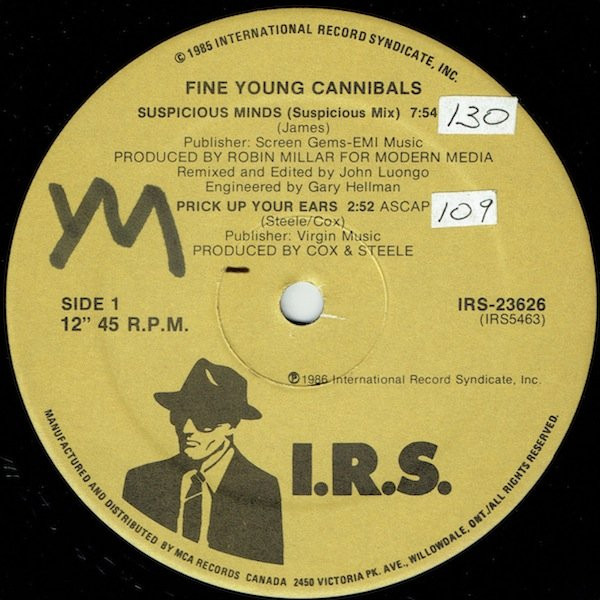 ©1985 INTERNATIONAL RECORD SYNDICATE, INC.
FINE YOUNG CANNIBALS
SUSPICIOUS MINDS (Suspicious Mix) 7:54 130
(James)
Publisher: Screen Gems-EMI Music
PRODUCED BY ROBIN MILLAR FOR MODERN MEDIA
Remixed and Edited by John Luongo
Engineered by Gary Hellman
PRICK UP YOUR EARS 2:52 ASCAP 109
(Steele/Cox)
Publisher: Virgin Music
PRODUCED BY COX & STEELE
YM
SIDE 1
12" 45 R.P.M.
IRS-23626
(IRS5463)
℗1986 International Record Syndicate, Inc.
I.R.S.
MANUFACTURED AND DISTRIBUTED BY MCA RECORDS CANADA 2450 VICTORIA PK. AVE., WILLOWDALE, ONT./ALL RIGHTS RESERVED.